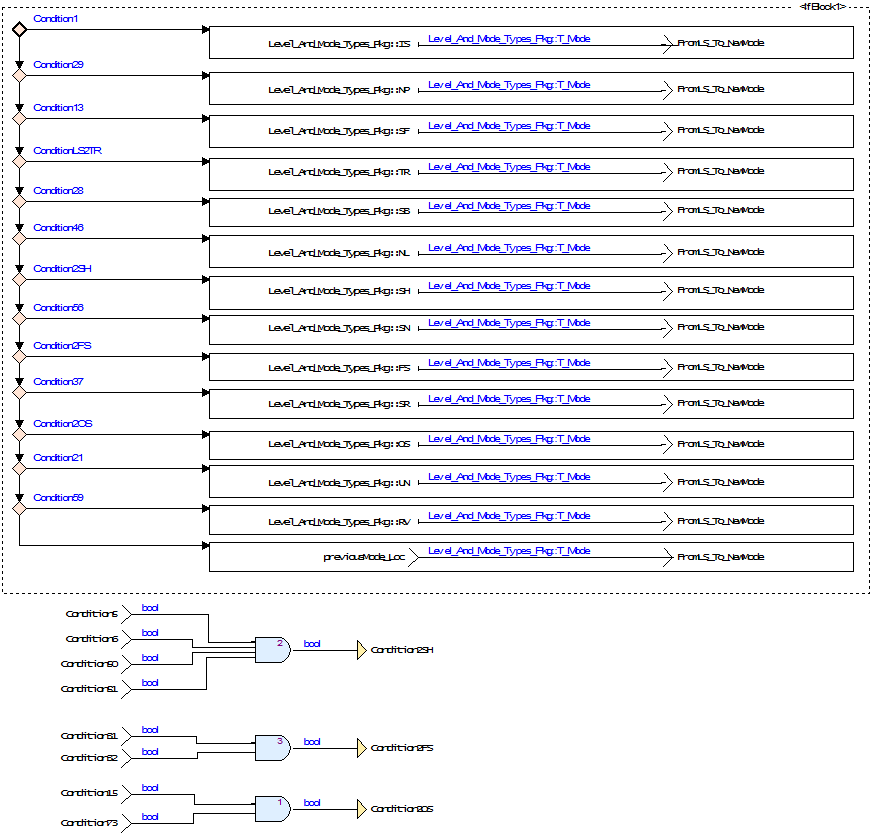 <IfBlock1>
Condition1
Level_And_Mode_Types_Pkg::IS Level_And_Mode_Types_Pkg::T_Mode FromLS_To_NewMode
Condition29
Level_And_Mode_Types_Pkg::NP Level_And_Mode_Types_Pkg::T_Mode FromLS_To_NewMode
Condition13
Level_And_Mode_Types_Pkg::SF Level_And_Mode_Types_Pkg::T_Mode FromLS_To_NewMode
ConditionLS2TR
Level_And_Mode_Types_Pkg::TR Level_And_Mode_Types_Pkg::T_Mode FromLS_To_NewMode
Condition28
Level_And_Mode_Types_Pkg::SB Level_And_Mode_Types_Pkg::T_Mode FromLS_To_NewMode
Condition46
Level_And_Mode_Types_Pkg::NL Level_And_Mode_Types_Pkg::T_Mode FromLS_To_NewMode
Condition2SH
Level_And_Mode_Types_Pkg::SH Level_And_Mode_Types_Pkg::T_Mode FromLS_To_NewMode
Condition56
Level_And_Mode_Types_Pkg::SN Level_And_Mode_Types_Pkg::T_Mode FromLS_To_NewMode
Condition2FS
Level_And_Mode_Types_Pkg::FS Level_And_Mode_Types_Pkg::T_Mode FromLS_To_NewMode
Condition37
Level_And_Mode_Types_Pkg::SR Level_And_Mode_Types_Pkg::T_Mode FromLS_To_NewMode
Condition2OS
Level_And_Mode_Types_Pkg::OS Level_And_Mode_Types_Pkg::T_Mode FromLS_To_NewMode
Condition21
Level_And_Mode_Types_Pkg::UN Level_And_Mode_Types_Pkg::T_Mode FromLS_To_NewMode
Condition59
Level_And_Mode_Types_Pkg::RV Level_And_Mode_Types_Pkg::T_Mode FromLS_To_NewMode
previousMode_Loc Level_And_Mode_Types_Pkg::T_Mode FromLS_To_NewMode
Condition5 bool
Condition6 bool
2 bool Condition2SH
Condition50 bool
Condition51 bool
Condition31 bool
3 bool Condition2FS
Condition32 bool
Condition15 bool
1 bool Condition2OS
Condition73 bool